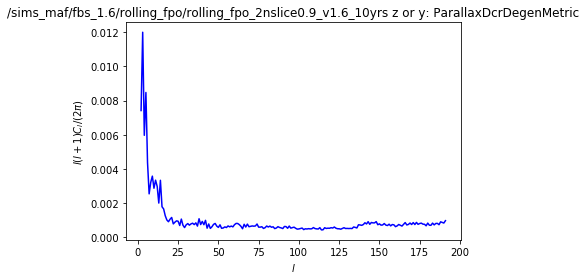 /sims_maf/fbs_1.6/rolling_fpo/rolling_fpo_2nslice0.9_v1.6_10yrs z or y: ParallaxDcrDegenMetric
0.012
0.010
0.008
0.006
0.004
0.002
0.000
l(l + 1)C_l/(2π)
0 25 50 75 100 125 150 175 200
l